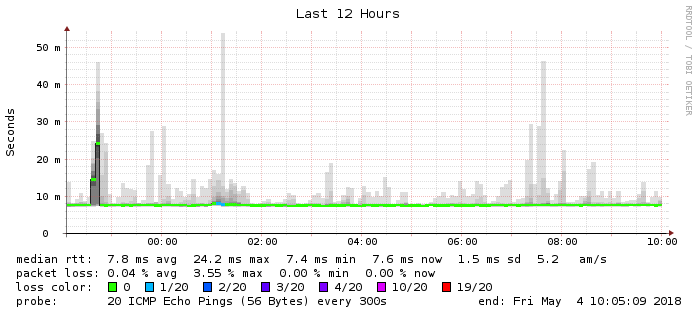 Last 12 Hours
RRDTOOL / TOBI OETIKER
Seconds
50 m
40 m
30 m
20 m
10 m
0
00:00 02:00 04:00 06:00 08:00 10:00
median rtt: 7.8 ms avg 24.2 ms max 7.4 ms min 7.6 ms now 1.5 ms sd 5.2 am/s
packet loss: 0.04 % avg 3.55 % max 0.00 % min 0.00 % now
loss color: 0 1/20 2/20 3/20 4/20 10/20 19/20
probe: 20 ICMP Echo Pings (56 Bytes) every 300s end: Fri May 4 10:05:09 2018